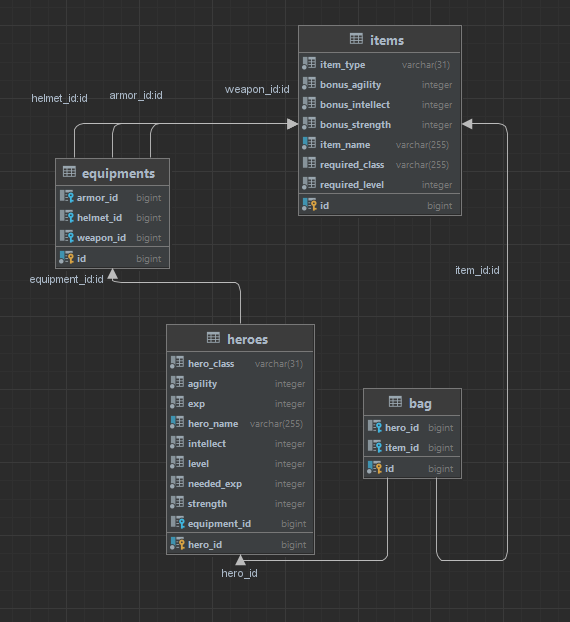 items
item_type varchar(31)
bonus_agility integer
bonus_intellect integer
bonus_strength integer
item_name varchar(255)
required_class varchar(255)
required_level integer
id bigint
helmet_id:id
armor_id:id
weapon_id:id
equipments
armor_id bigint
helmet_id bigint
weapon_id bigint
id bigint
equipment_id:id
item_id:id
heroes
hero_class varchar(31)
agility integer
exp integer
hero_name varchar(255)
intellect integer
level integer
needed_exp integer
strength integer
equipment_id bigint
hero_id bigint
bag
hero_id bigint
item_id bigint
id bigint
hero_id